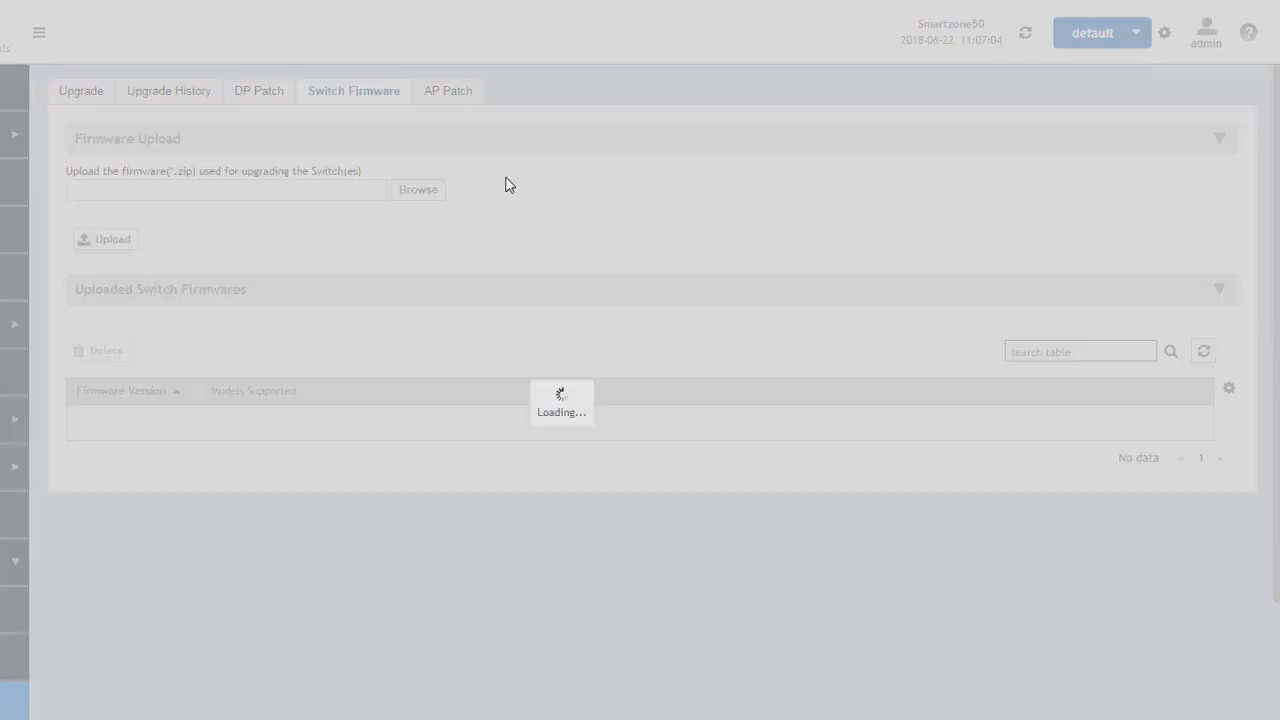 Smartzone50
2018-06-22 11:07:04
default
admin
Upgrade
Upgrade History
DP Patch
Switch Firmware
AP Patch
Firmware Upload
Upload the firmware(*.zip) used for upgrading the Switch(es)
Browse
Upload
Uploaded Switch Firmwares
Delete
search table
Firmware Version
Models Supported
Loading...
No data
1